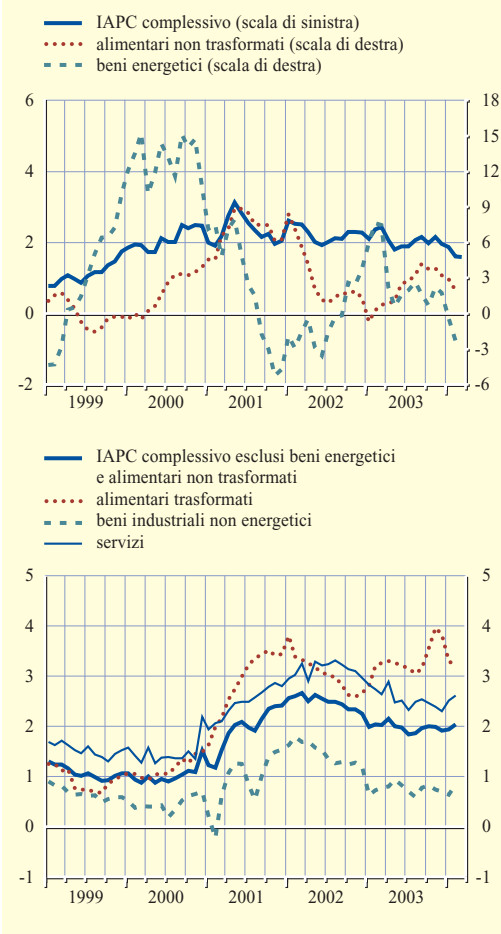 IAPC complessivo (scala di sinistra)
alimentari non trasformati (scala di destra)
beni energetici (scala di destra)
6 18
15
4 12
9
2 6
3
0 0
-3
-2 -6
1999 2000 2001 2002 2003
IAPC complessivo esclusi beni energetici
e alimentari non trasformati
alimentari trasformati
beni industriali non energetici
servizi
5 5
4 4
3 3
2 2
1 1
0 0
-1 -1
1999 2000 2001 2002 2003